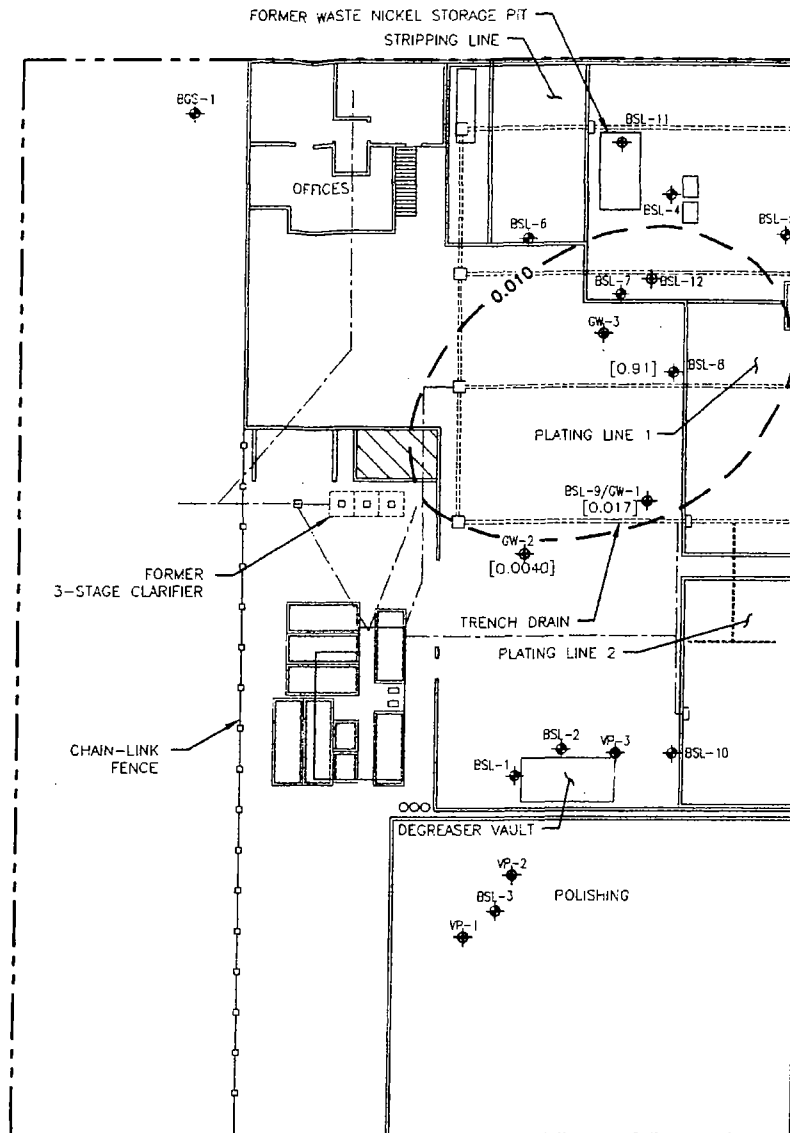 FORMER WASTE NICKEL STORAGE PIT
STRIPPING LINE
BGS-1
BSL-11
OFFICES
BSL-4
BSL-6
0.010
BSL-7
BSL-12
GW-3
[0.91]
BSL-8
PLATING LINE 1
BSL-9/GW-1
[0.017]
GW-2
[0.0040]
FORMER
3-STAGE CLARIFIER
TRENCH DRAIN
PLATING LINE 2
CHAIN-LINK
FENCE
BSL-2
VP-3
BSL-10
BSL-1
DEGREASER VAULT
VP-2
BSL-3
POLISHING
VP-1